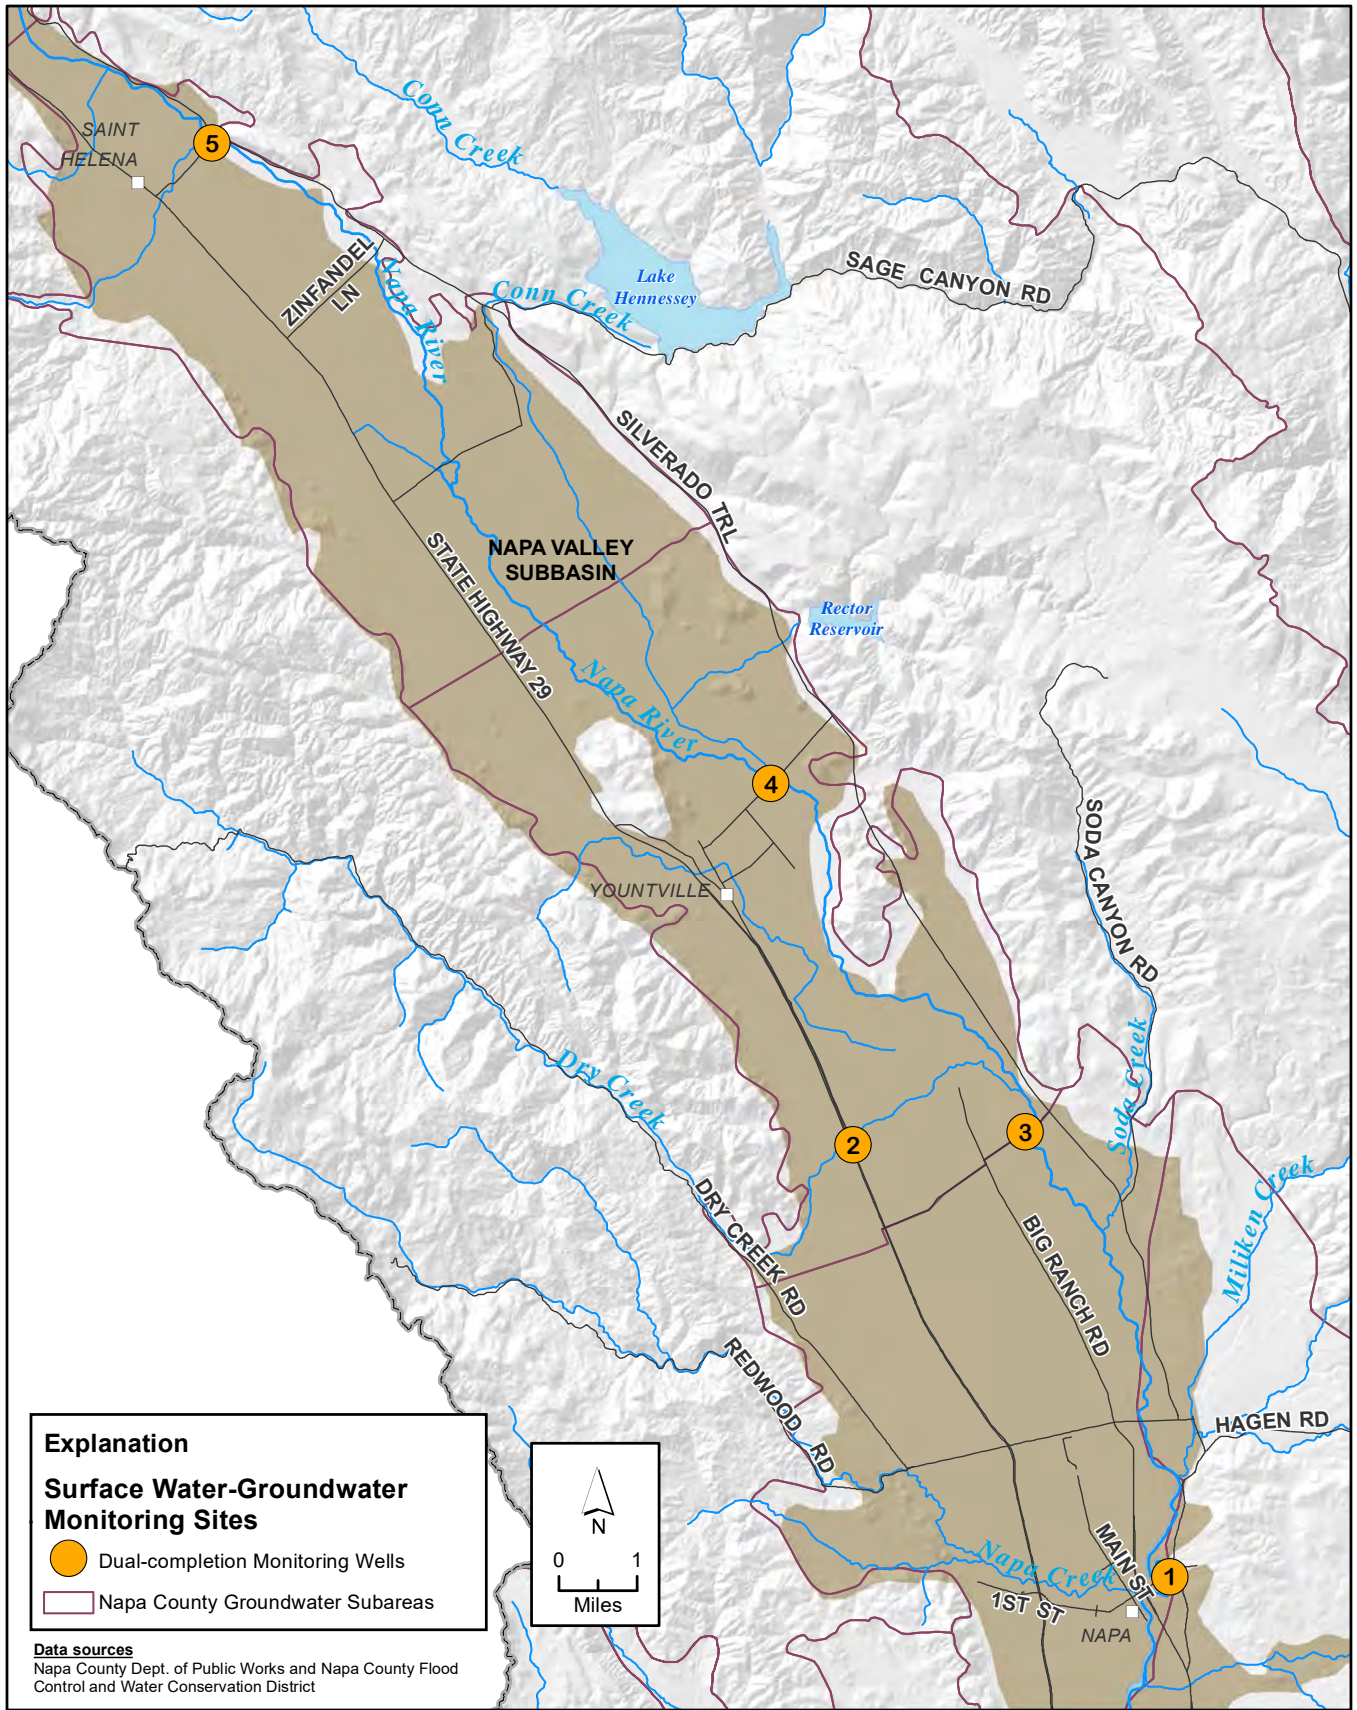 Conn Creek
SAINT
HELENA
5
ZINFANDEL
LN
Napa River
Conn Creek
Lake
Hennessey
SAGE CANYON RD
SILVERADO TRL
STATE HIGHWAY 29
NAPA VALLEY
SUBBASIN
Rector
Reservoir
Napa River
4
SODA CANYON RD
YOUNTVILLE
Dry Creek
Soda Creek
2
3
Miliken Creek
DRY CREEK RD
BIG RANCH RD
REDWOOD RD
HAGEN RD
MAIN ST
Napa Creek
1
1ST ST
NAPA
Explanation
Surface Water-Groundwater
Monitoring Sites
Dual-completion Monitoring Wells
Napa County Groundwater Subareas
N
0 1
Miles
Data sources
Napa County Dept. of Public Works and Napa County Flood
Control and Water Conservation District